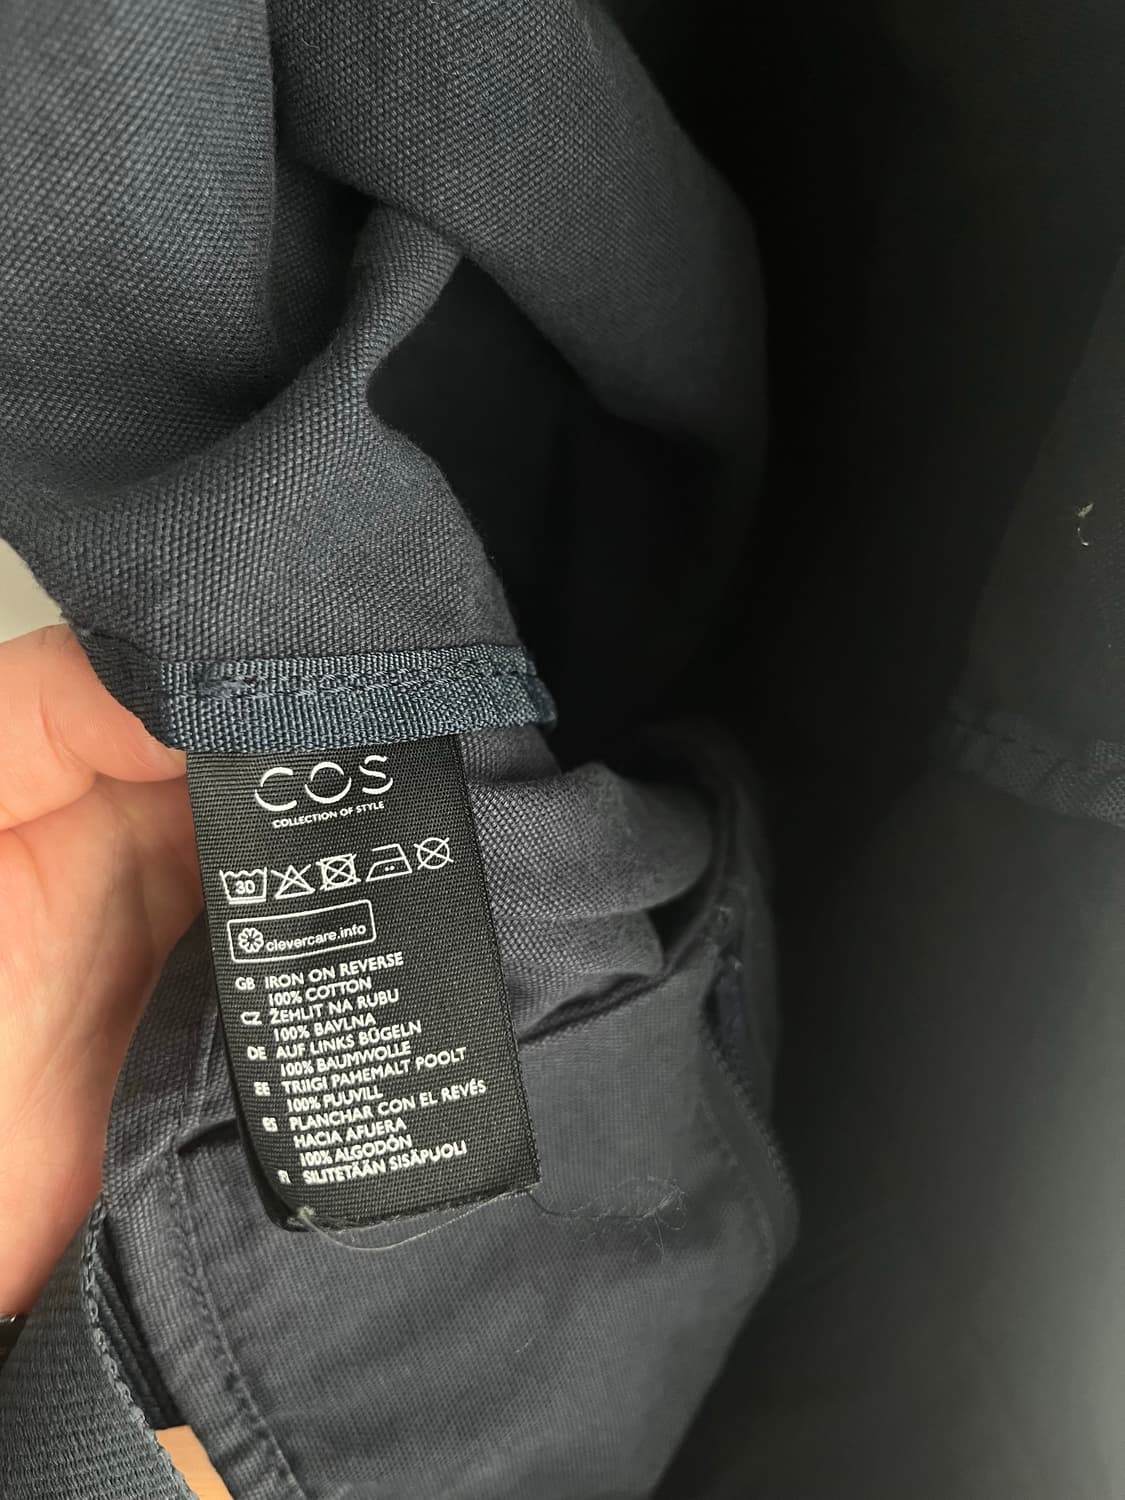 COS
COLLECTION OF STYLE
30
clevercare.info
GB IRON ON REVERSE
100% COTTON
CZ ŽEHLIT NA RUBU
100% BAVLNA
DE AUF LINKS BÜGELN
100% BAUMWOLLE
EE TRIIGI PAHEMALT POOLT
100% PUUVILL
ES PLANCHAR CON EL REVÉS
HACIA AFUERA
100% ALGODÓN
FI SILITETÄÄN SISÄPUOLI